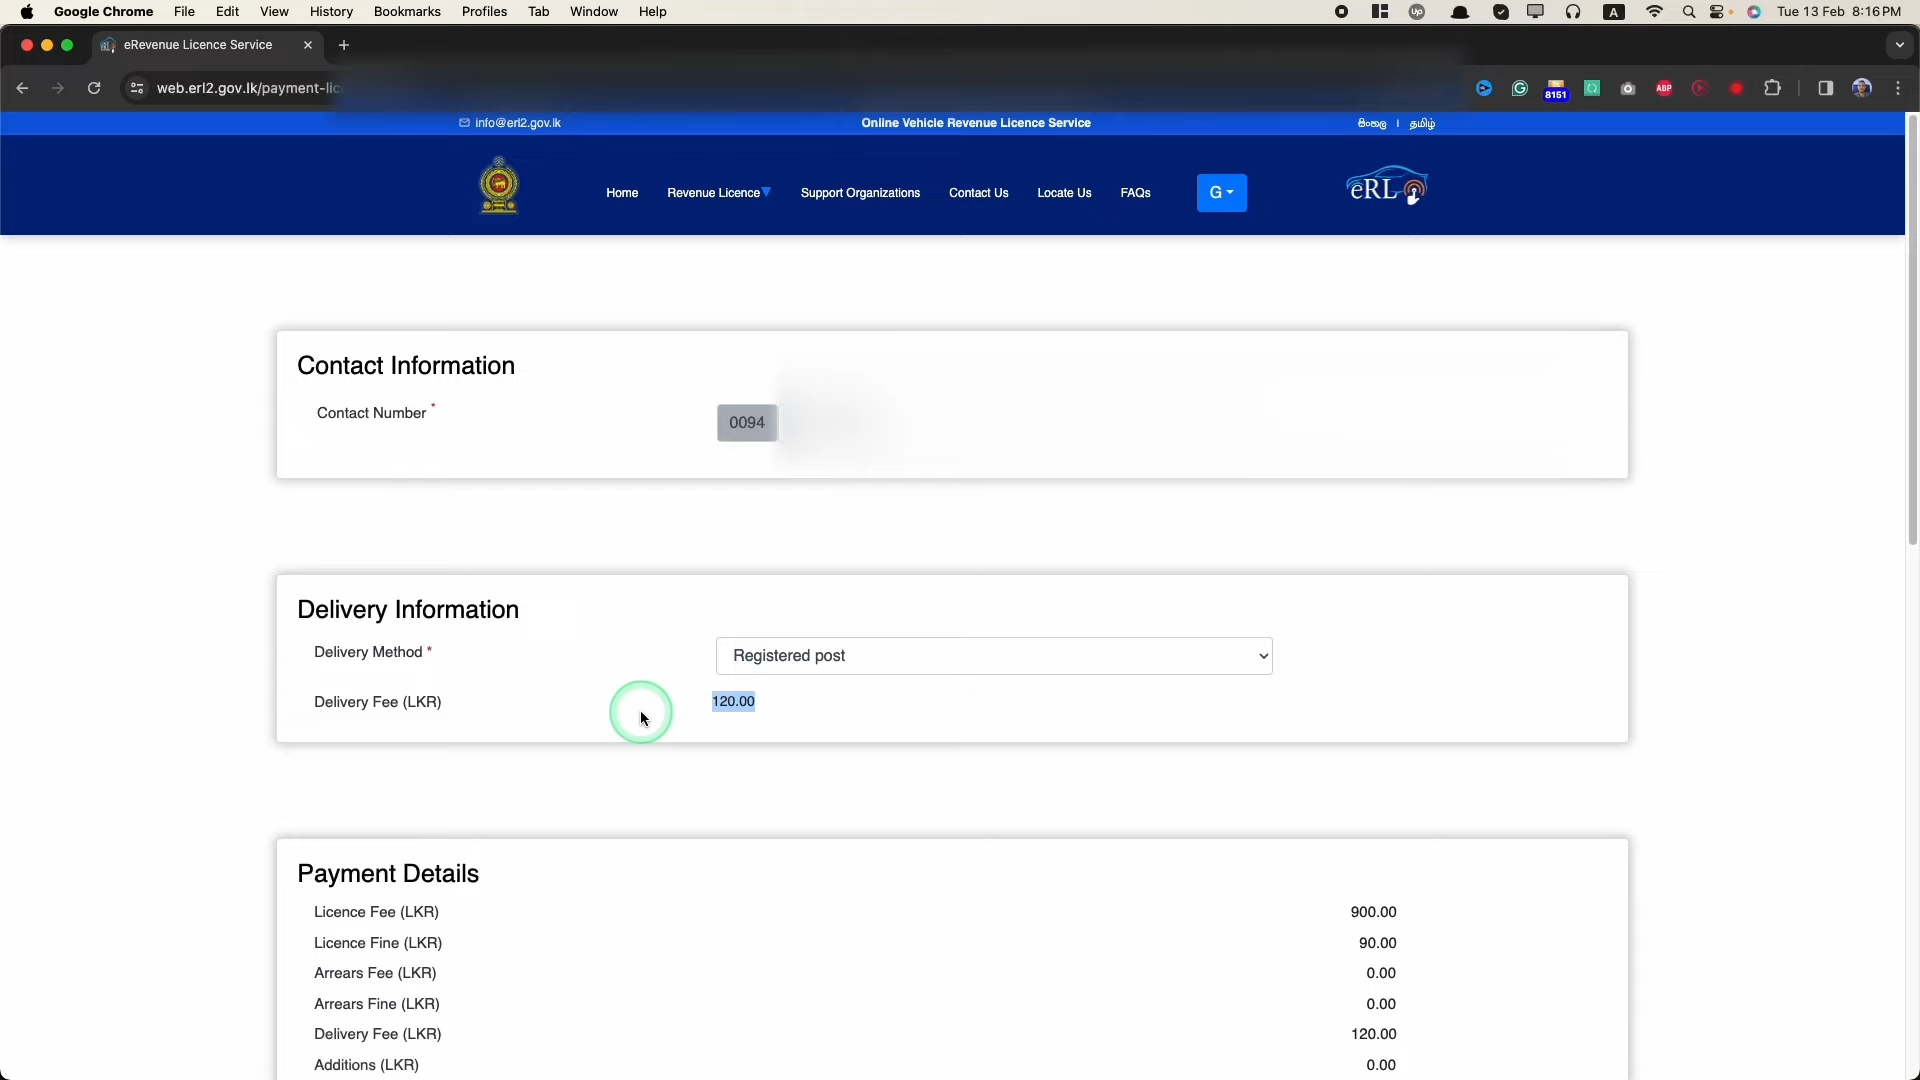 Google Chrome File Edit View History Bookmarks Profiles Tab Window Help
Up A Tue 13 Feb 8:16 PM
eRevenue Licence Service
web.erl2.gov.lk/payment-lic
8151 ABP
info@erl2.gov.lk Online Vehicle Revenue Licence Service සිංහල | தமிழ்
Home Revenue Licence Support Organizations Contact Us Locate Us FAQs G eRL
Contact Information
Contact Number *
0094
Delivery Information
Delivery Method * Registered post
Delivery Fee (LKR) 120.00
Payment Details
Licence Fee (LKR) 900.00
Licence Fine (LKR) 90.00
Arrears Fee (LKR) 0.00
Arrears Fine (LKR) 0.00
Delivery Fee (LKR) 120.00
Additions (LKR) 0.00